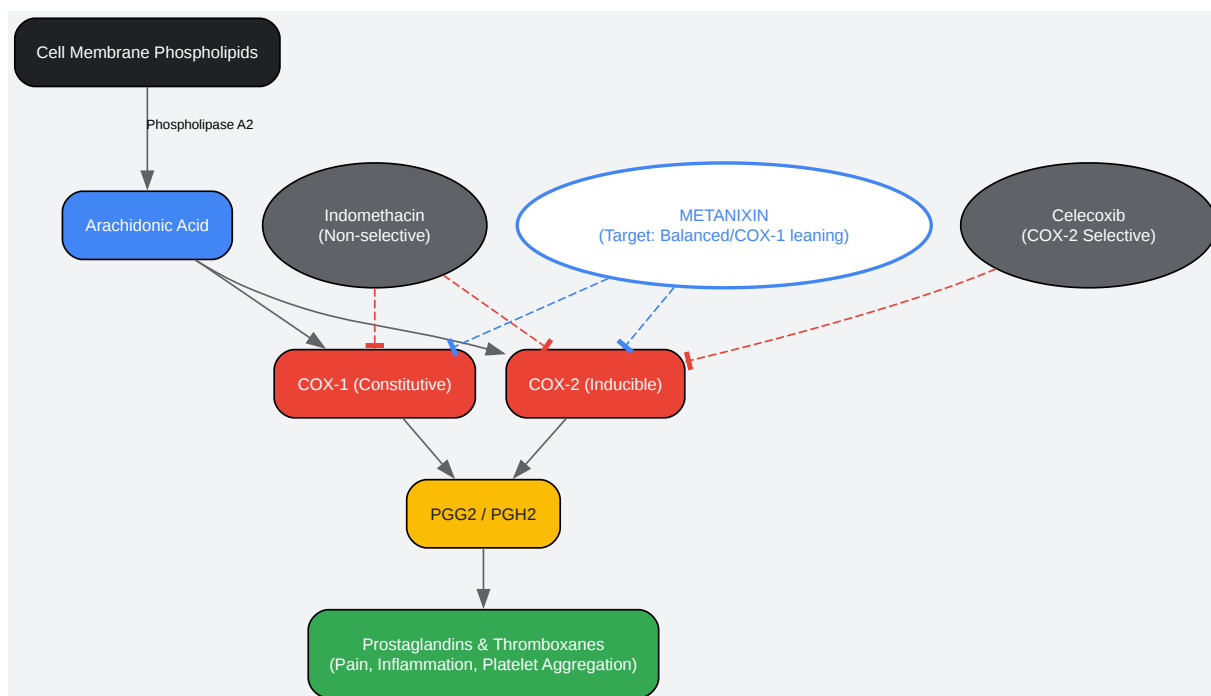 Cell Membrane Phospholipids
Phospholipase A2
Arachidonic Acid
Indomethacin
(Non-selective)
METANIXIN
(Target: Balanced/COX-1 leaning)
Celecoxib
(COX-2 Selective)
COX-1 (Constitutive)
COX-2 (Inducible)
PGG2 / PGH2
Prostaglandins & Thromboxanes
(Pain, Inflammation, Platelet Aggregation)